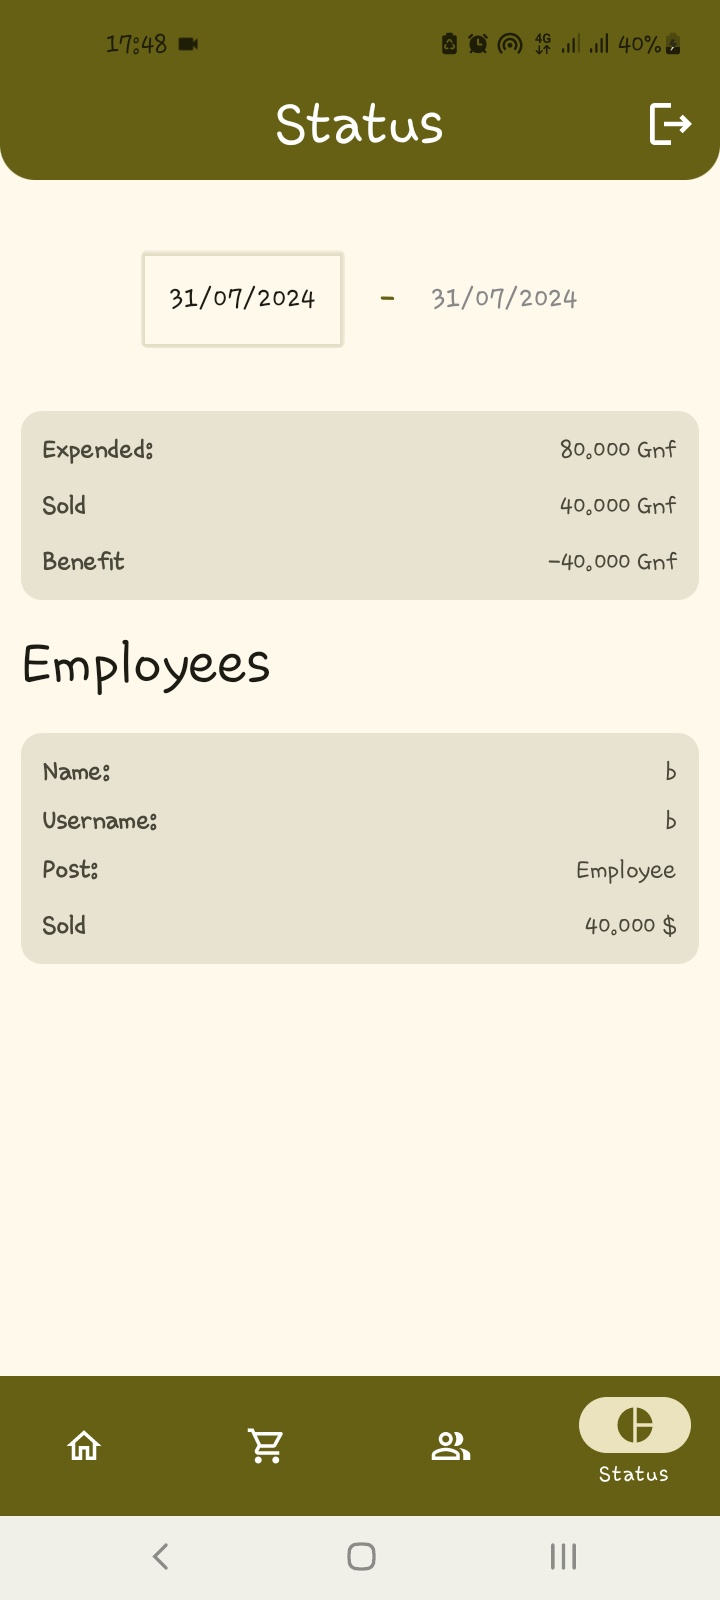 17:48 4G 40%
Status
31/07/2024 - 31/07/2024
Expended: 80.000 Gnf
Sold 40.000 Gnf
Benefit -40.000 Gnf
Employees
Name: b
Username: b
Post: Employee
Sold 40.000 $
Status